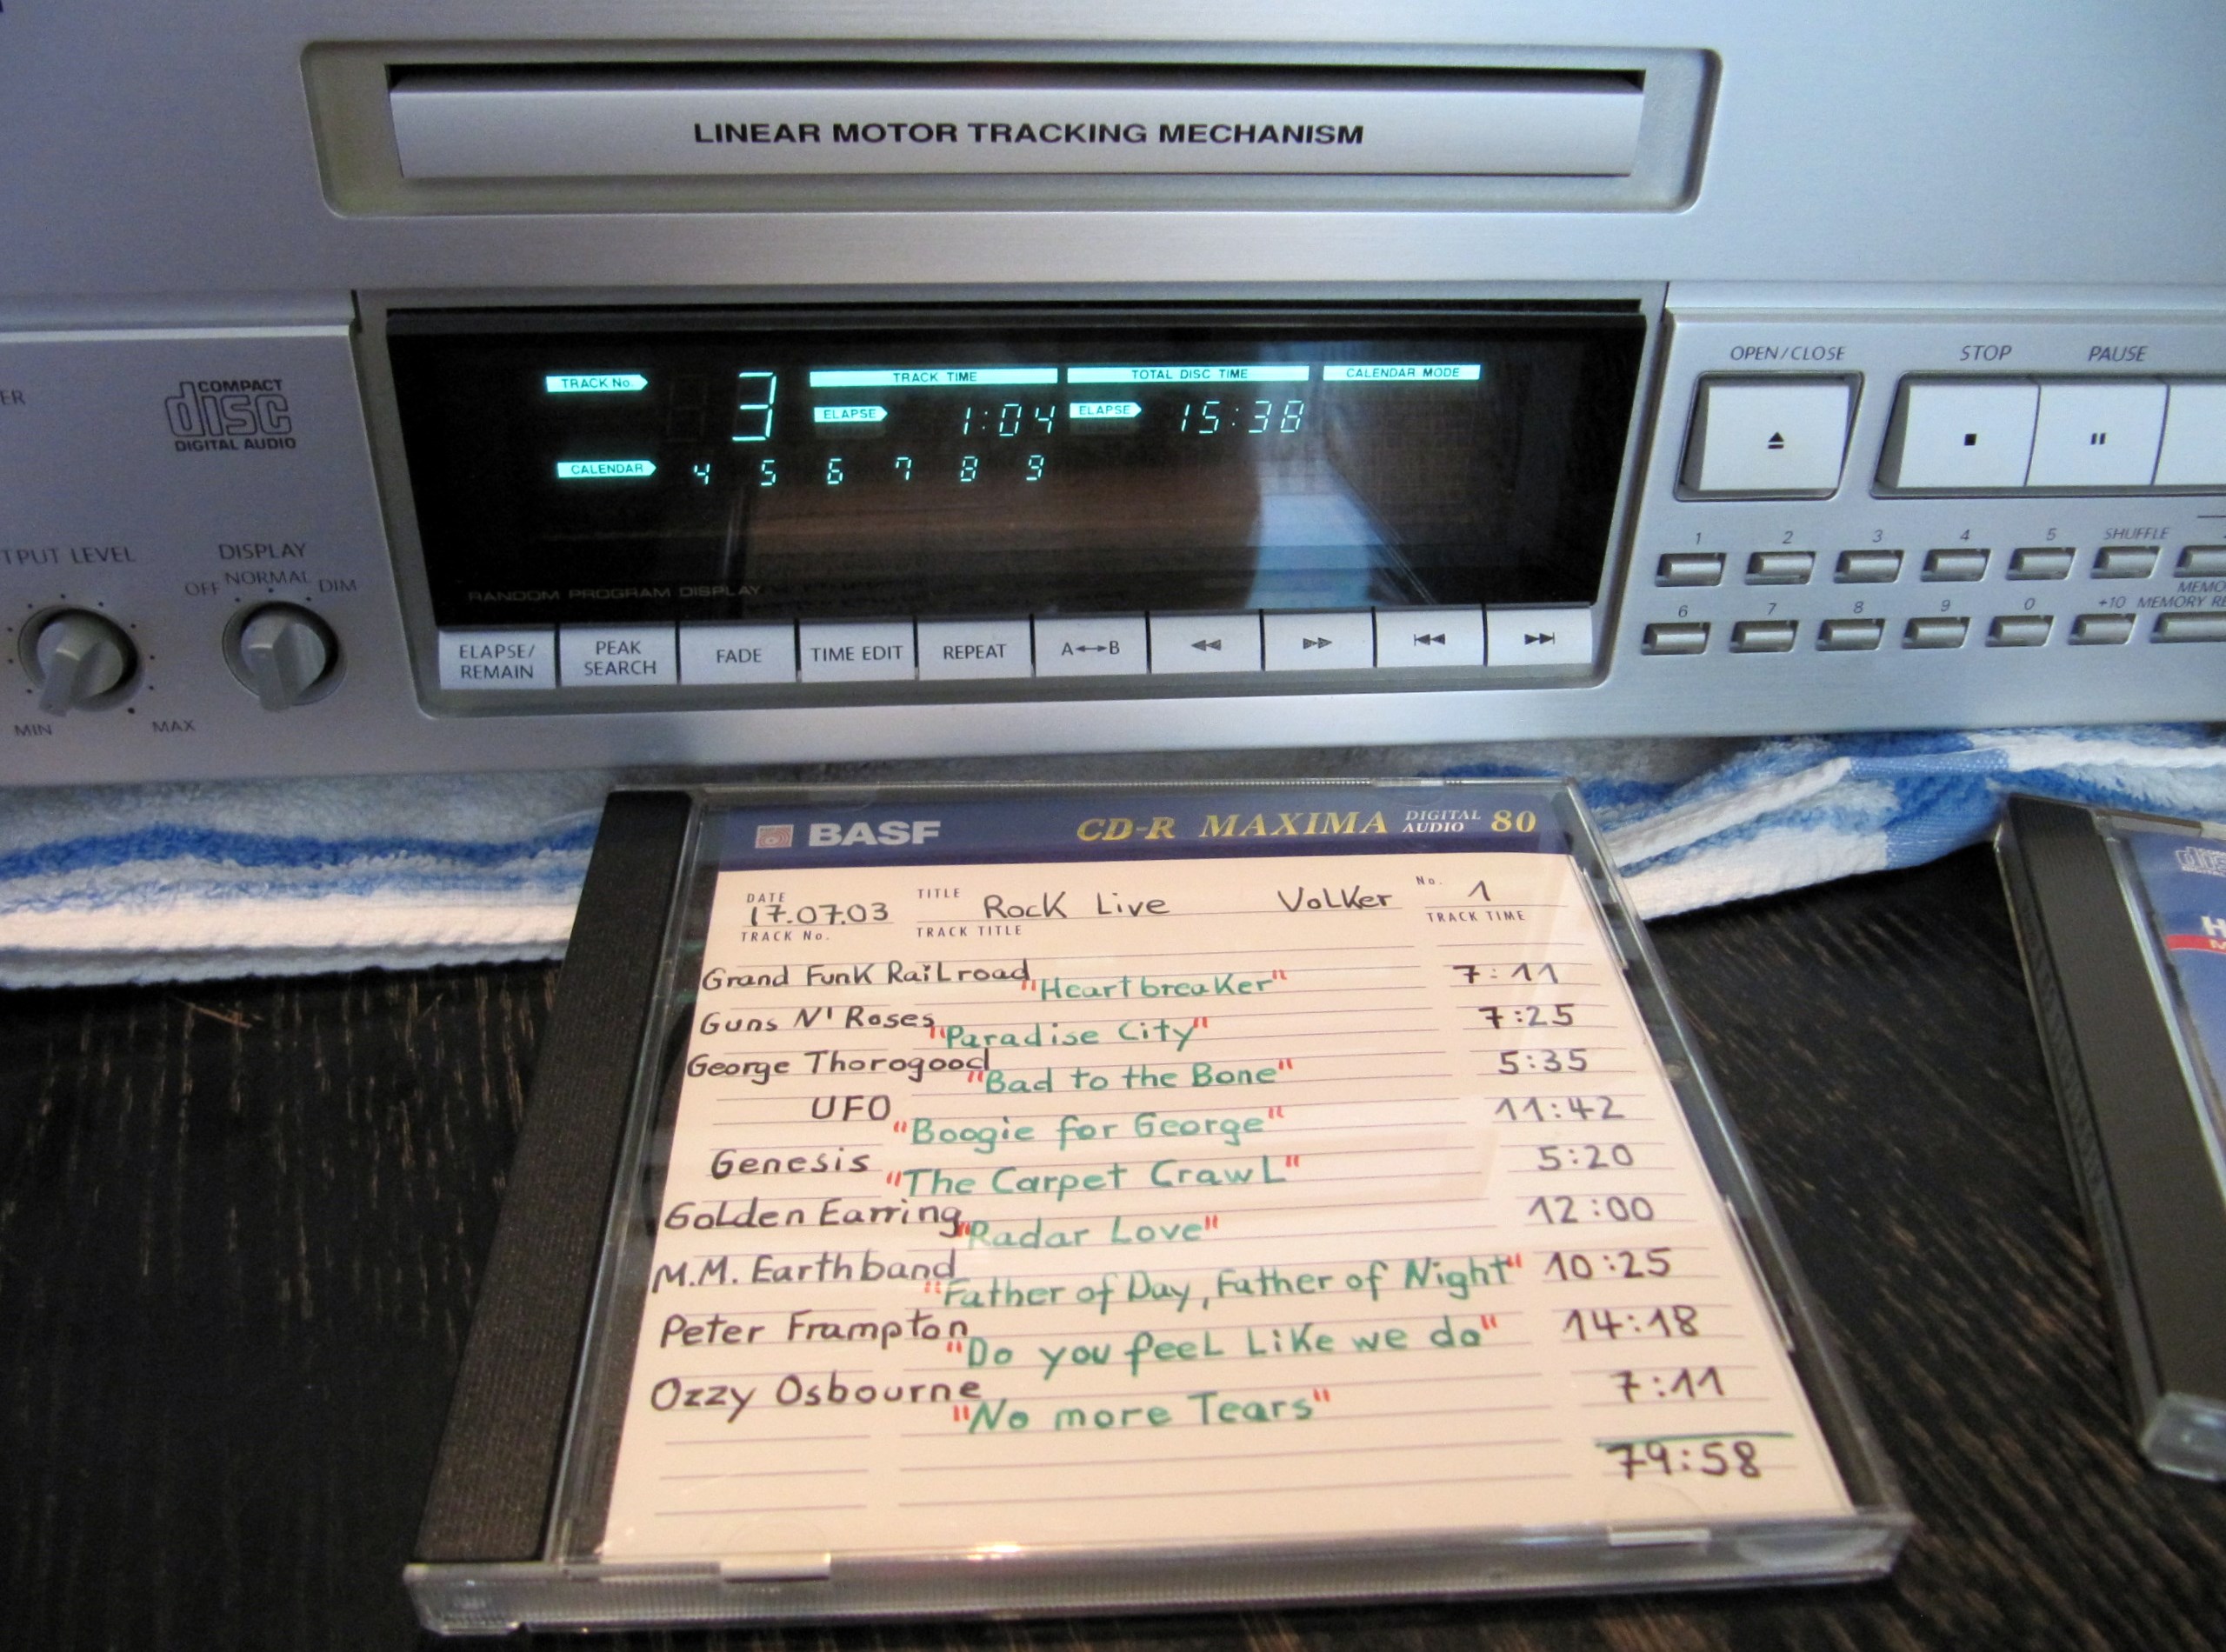 LINEAR MOTOR TRACKING MECHANISM
TRACK No. 3 TRACK TIME TOTAL DISC TIME CALENDAR MODE
ELAPSE 1:04 ELAPSE 15:38
CALENDAR 4 5 6 7 8 9
RANDOM PROGRAM DISPLAY
ER
COMPACT
disc
DIGITAL AUDIO
TPUT LEVEL
MIN MAX
DISPLAY
OFF NORMAL DIM
ELAPSE/
REMAIN
PEAK
SEARCH
FADE
TIME EDIT
REPEAT
A↔B
OPEN/CLOSE STOP PAUSE
1 2 3 4 5 SHUFFLE
MEMO
6 7 8 9 0 +10 MEMORY RE
BASF CD-R MAXIMA DIGITAL AUDIO 80
DATE 17.07.03 TITLE Rock Live Volker No. 1
TRACK No. TRACK TITLE TRACK TIME
Grand Funk Railroad "Heartbreaker" 7:11
Guns N' Roses "Paradise City" 7:25
George Thorogood "Bad to the Bone" 5:35
UFO "Boogie for George" 11:42
Genesis "The Carpet Crawl" 5:20
Golden Earring "Radar Love" 12:00
M.M. Earthband "Father of Day, Father of Night" 10:25
Peter Frampton "Do you feel Like we do" 14:18
Ozzy Osbourne "No more Tears" 7:11
79:58